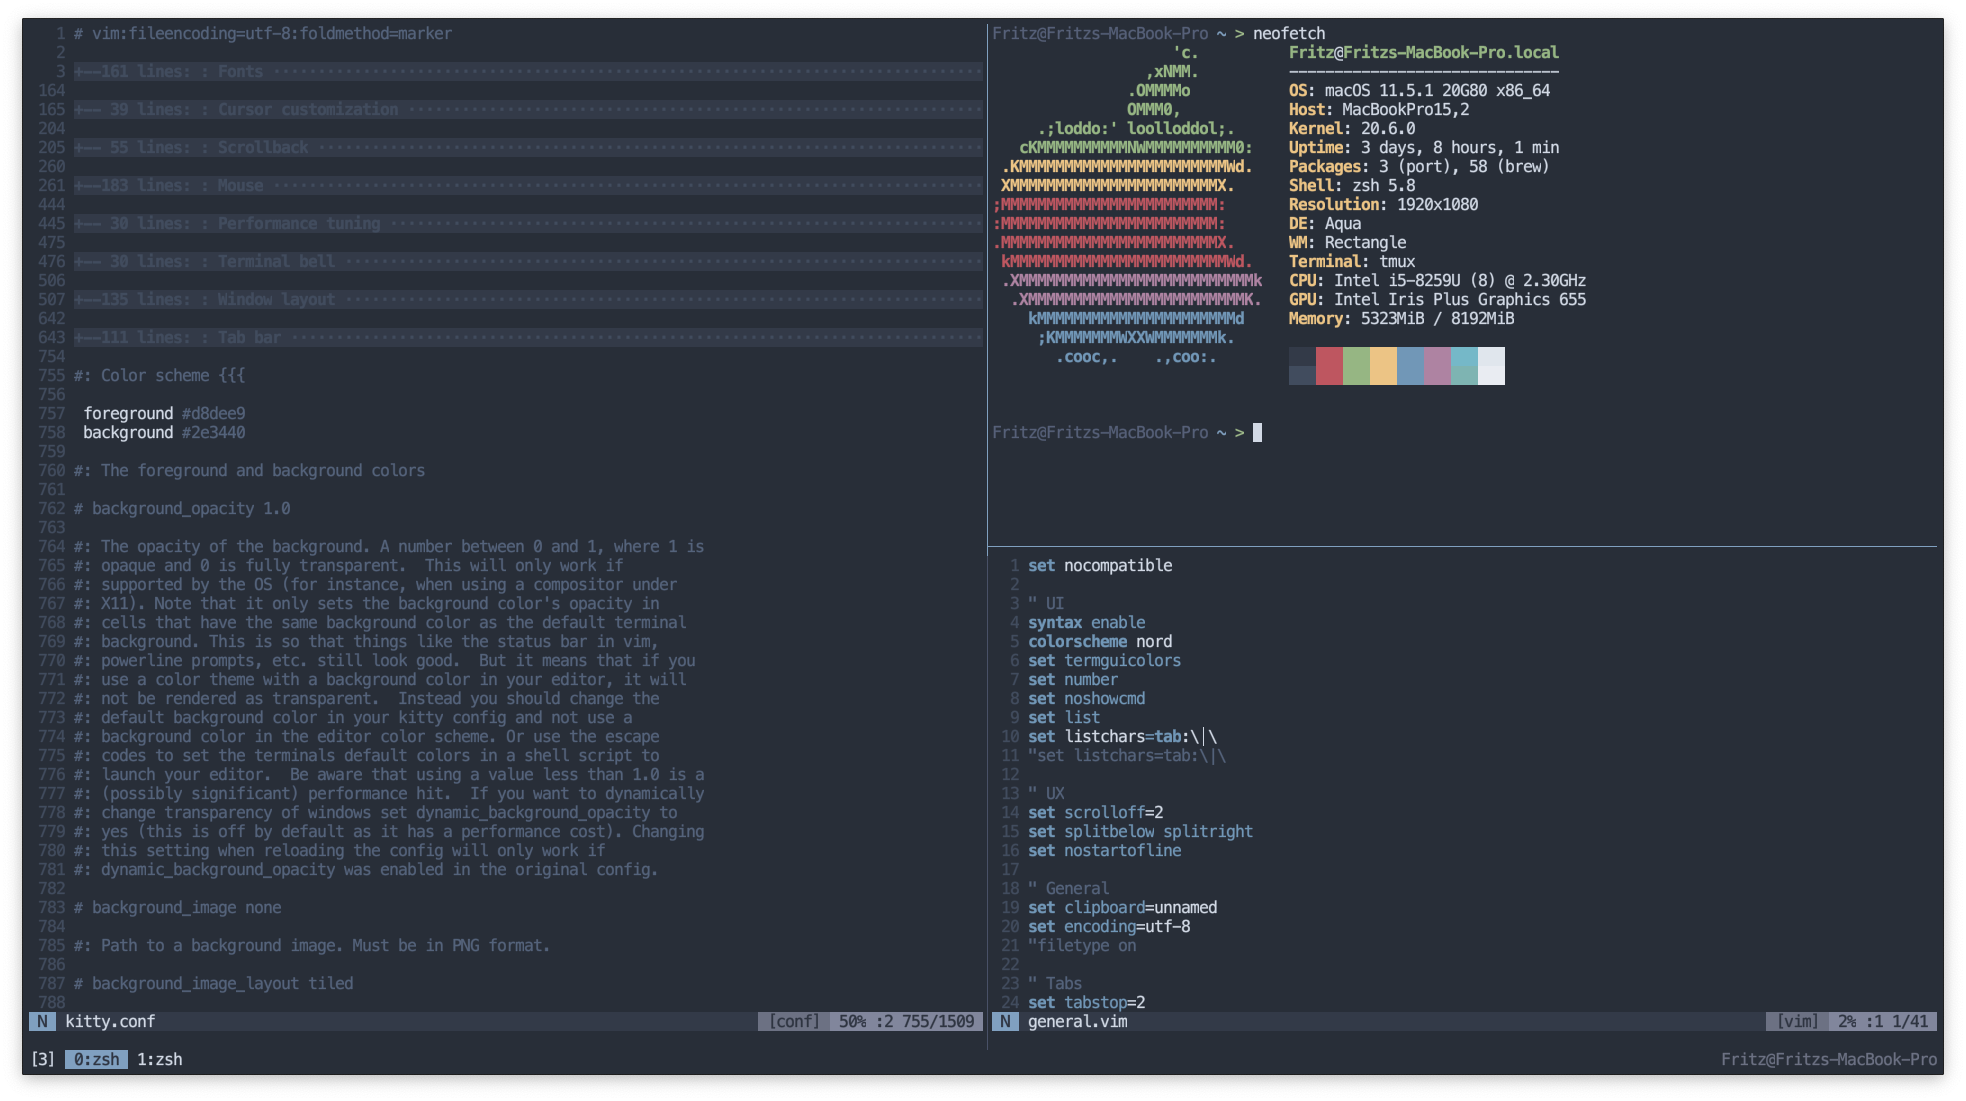 1 # vim:fileencoding=utf-8:foldmethod=marker
2
3 +--161 lines: : Fonts ·······························································
164
165 +-- 39 lines: : Cursor customization ·······························································
204
205 +-- 55 lines: : Scrollback ·······························································
260
261 +--183 lines: : Mouse ·······························································
444
445 +-- 30 lines: : Performance tuning ·······························································
475
476 +-- 30 lines: : Terminal bell ·······························································
506
507 +--135 lines: : Window layout ·······························································
642
643 +--111 lines: : Tab bar ·······························································
754
755 #: Color scheme {{{
756
757  foreground #d8dee9
758  background #2e3440
759
760 #: The foreground and background colors
761
762 # background_opacity 1.0
763
764 #: The opacity of the background. A number between 0 and 1, where 1 is
765 #: opaque and 0 is fully transparent.  This will only work if
766 #: supported by the OS (for instance, when using a compositor under
767 #: X11). Note that it only sets the background color's opacity in
768 #: cells that have the same background color as the default terminal
769 #: background. This is so that things like the status bar in vim,
770 #: powerline prompts, etc. still look good.  But it means that if you
771 #: use a color theme with a background color in your editor, it will
772 #: not be rendered as transparent.  Instead you should change the
773 #: default background color in your kitty config and not use a
774 #: background color in the editor color scheme. Or use the escape
775 #: codes to set the terminals default colors in a shell script to
776 #: launch your editor.  Be aware that using a value less than 1.0 is a
777 #: (possibly significant) performance hit.  If you want to dynamically
778 #: change transparency of windows set dynamic_background_opacity to
779 #: yes (this is off by default as it has a performance cost). Changing
780 #: this setting when reloading the config will only work if
781 #: dynamic_background_opacity was enabled in the original config.
782
783 # background_image none
784
785 #: Path to a background image. Must be in PNG format.
786
787 # background_image_layout tiled
788
N kitty.conf [conf] 50% :2 755/1509
Fritz@Fritzs-MacBook-Pro ~ > neofetch
'c.
,xNMM.
.OMMMMo
OMMM0,
.;loddo:' loolloddol;.
cKMMMMMMMMMMNWMMMMMMMMMM0:
.KMMMMMMMMMMMMMMMMMMMMMMMWd.
XMMMMMMMMMMMMMMMMMMMMMMMX.
;MMMMMMMMMMMMMMMMMMMMMMMM:
:MMMMMMMMMMMMMMMMMMMMMMMM:
.MMMMMMMMMMMMMMMMMMMMMMMMX.
kMMMMMMMMMMMMMMMMMMMMMMMMWd.
.XMMMMMMMMMMMMMMMMMMMMMMMMMMk
.XMMMMMMMMMMMMMMMMMMMMMMMMK.
kMMMMMMMMMMMMMMMMMMMMMMd
;KMMMMMMMWXXWMMMMMMMk.
.cooc,.    .,coo:.
Fritz@Fritzs-MacBook-Pro.local
------------------------------
OS: macOS 11.5.1 20G80 x86_64
Host: MacBookPro15,2
Kernel: 20.6.0
Uptime: 3 days, 8 hours, 1 min
Packages: 3 (port), 58 (brew)
Shell: zsh 5.8
Resolution: 1920x1080
DE: Aqua
WM: Rectangle
Terminal: tmux
CPU: Intel i5-8259U (8) @ 2.30GHz
GPU: Intel Iris Plus Graphics 655
Memory: 5323MiB / 8192MiB
Fritz@Fritzs-MacBook-Pro ~ >
1 set nocompatible
2
3 " UI
4 syntax enable
5 colorscheme nord
6 set termguicolors
7 set number
8 set noshowcmd
9 set list
10 set listchars=tab:\│\
11 "set listchars=tab:\|\
12
13 " UX
14 set scrolloff=2
15 set splitbelow splitright
16 set nostartofline
17
18 " General
19 set clipboard=unnamed
20 set encoding=utf-8
21 "filetype on
22
23 " Tabs
24 set tabstop=2
N general.vim [vim] 2% :1 1/41
[3] 0:zsh 1:zsh Fritz@Fritzs-MacBook-Pro